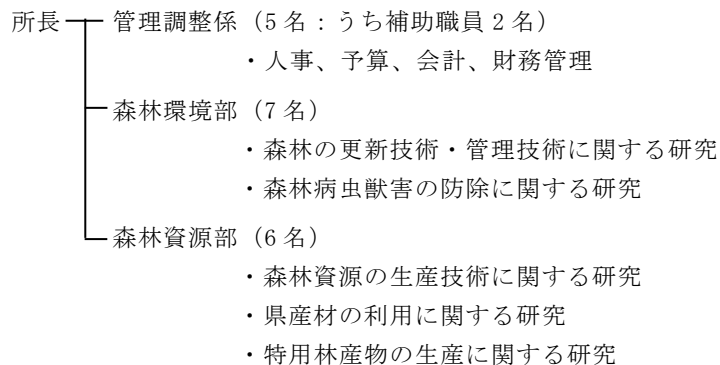 所長 管理調整係（5名：うち補助職員2名）
・人事、予算、会計、財務管理
森林環境部（7名）
・森林の更新技術・管理技術に関する研究
・森林病虫獣害の防除に関する研究
森林資源部（6名）
・森林資源の生産技術に関する研究
・県産材の利用に関する研究
・特用林産物の生産に関する研究